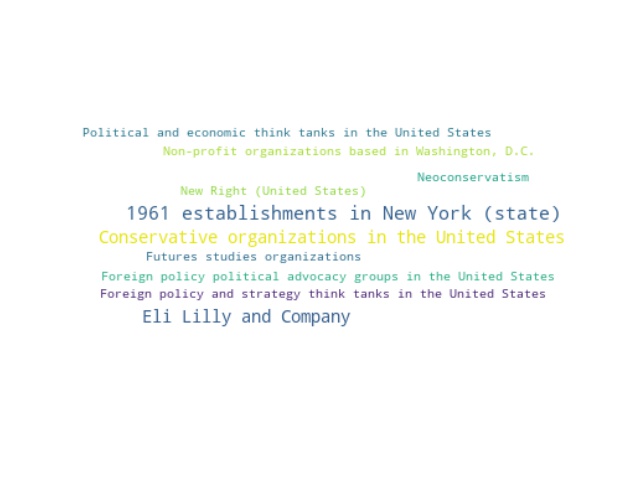 Political and economic think tanks in the United States
Non-profit organizations based in Washington, D.C.
Neoconservatism
New Right (United States)
1961 establishments in New York (state)
Conservative organizations in the United States
Futures studies organizations
Foreign policy political advocacy groups in the United States
Foreign policy and strategy think tanks in the United States
Eli Lilly and Company